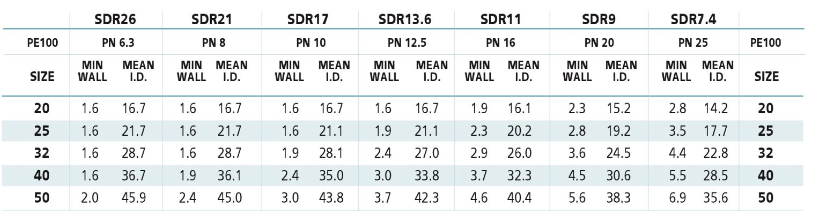 SDR26 SDR21 SDR17 SDR13.6 SDR11 SDR9 SDR7.4
PE100 PN 6.3 PN 8 PN 10 PN 12.5 PN 16 PN 20 PN 25 PE100
MIN MEAN MIN MEAN MIN MEAN MIN MEAN MIN MEAN MIN MEAN MIN MEAN
SIZE WALL I.D. WALL I.D. WALL I.D. WALL I.D. WALL I.D. WALL I.D. WALL I.D. SIZE
20 1.6 16.7 1.6 16.7 1.6 16.7 1.6 16.7 1.9 16.1 2.3 15.2 2.8 14.2 20
25 1.6 21.7 1.6 21.7 1.6 21.1 1.9 21.1 2.3 20.2 2.8 19.2 3.5 17.7 25
32 1.6 28.7 1.6 28.7 1.9 28.1 2.4 27.0 2.9 26.0 3.6 24.5 4.4 22.8 32
40 1.6 36.7 1.9 36.1 2.4 35.0 3.0 33.8 3.7 32.3 4.5 30.6 5.5 28.5 40
50 2.0 45.9 2.4 45.0 3.0 43.8 3.7 42.3 4.6 40.4 5.6 38.3 6.9 35.6 50